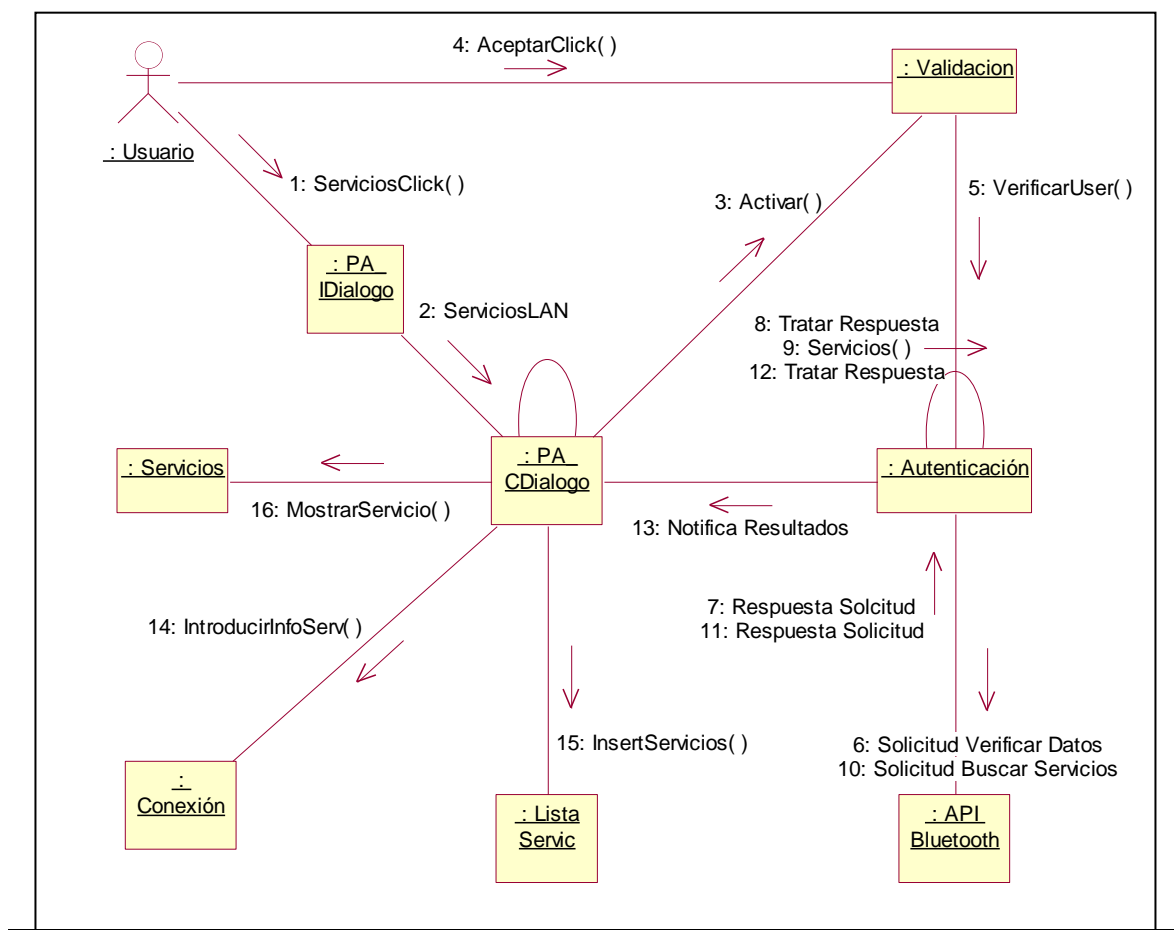 4: AceptarClick( )
: Validacion
: Usuario
1: ServiciosClick( )
3: Activar( )
5: VerificarUser( )
: PA_
IDialogo
2: ServiciosLAN
8: Tratar Respuesta
9: Servicios( )
12: Tratar Respuesta
: Servicios
: PA_
CDialogo
: Autenticación
16: MostrarServicio( )
13: Notifica Resultados
14: IntroducirInfoServ( )
7: Respuesta Solcitud
11: Respuesta Solicitud
15: InsertServicios( )
6: Solicitud Verificar Datos
10: Solicitud Buscar Servicios
:
Conexión
: Lista
Servic
: API
Bluetooth